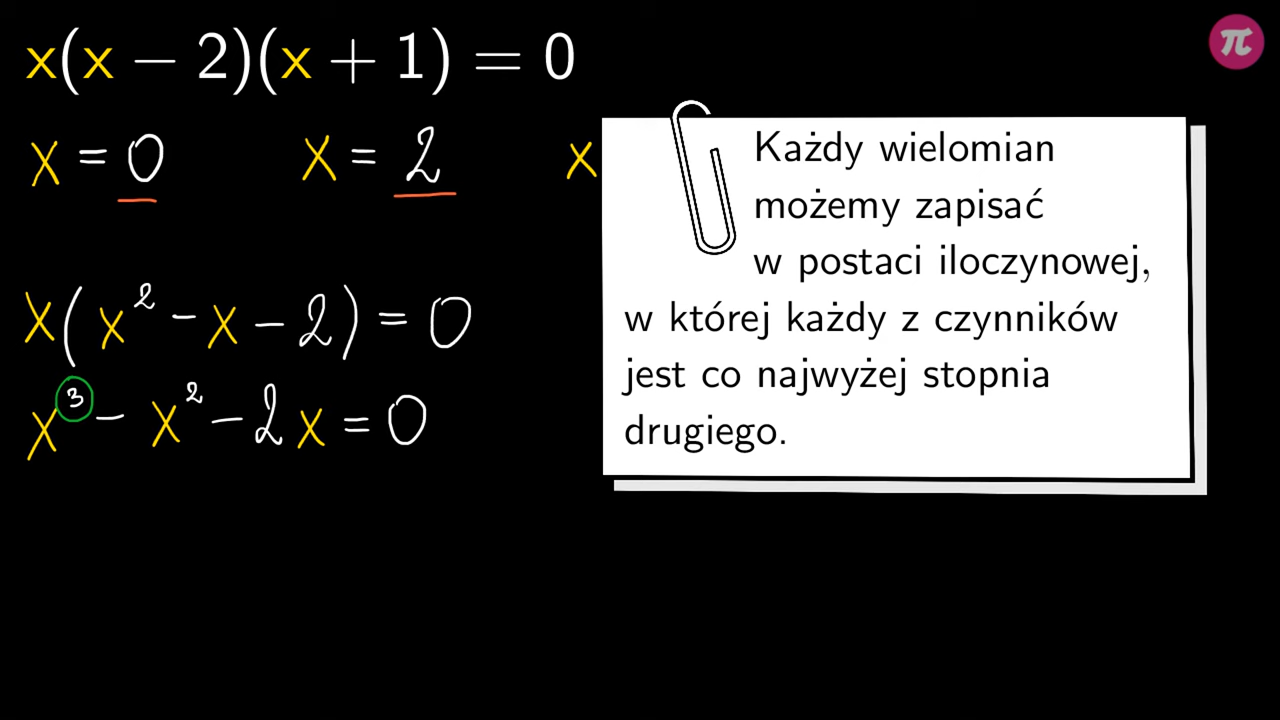 x(x − 2)(x + 1) = 0
x = 0 x = 2 x
x(x² − x − 2) = 0
x³ − x² − 2x = 0
Każdy wielomian
możemy zapisać
w postaci iloczynowej,
w której każdy z czynników
jest co najwyżej stopnia
drugiego.
π